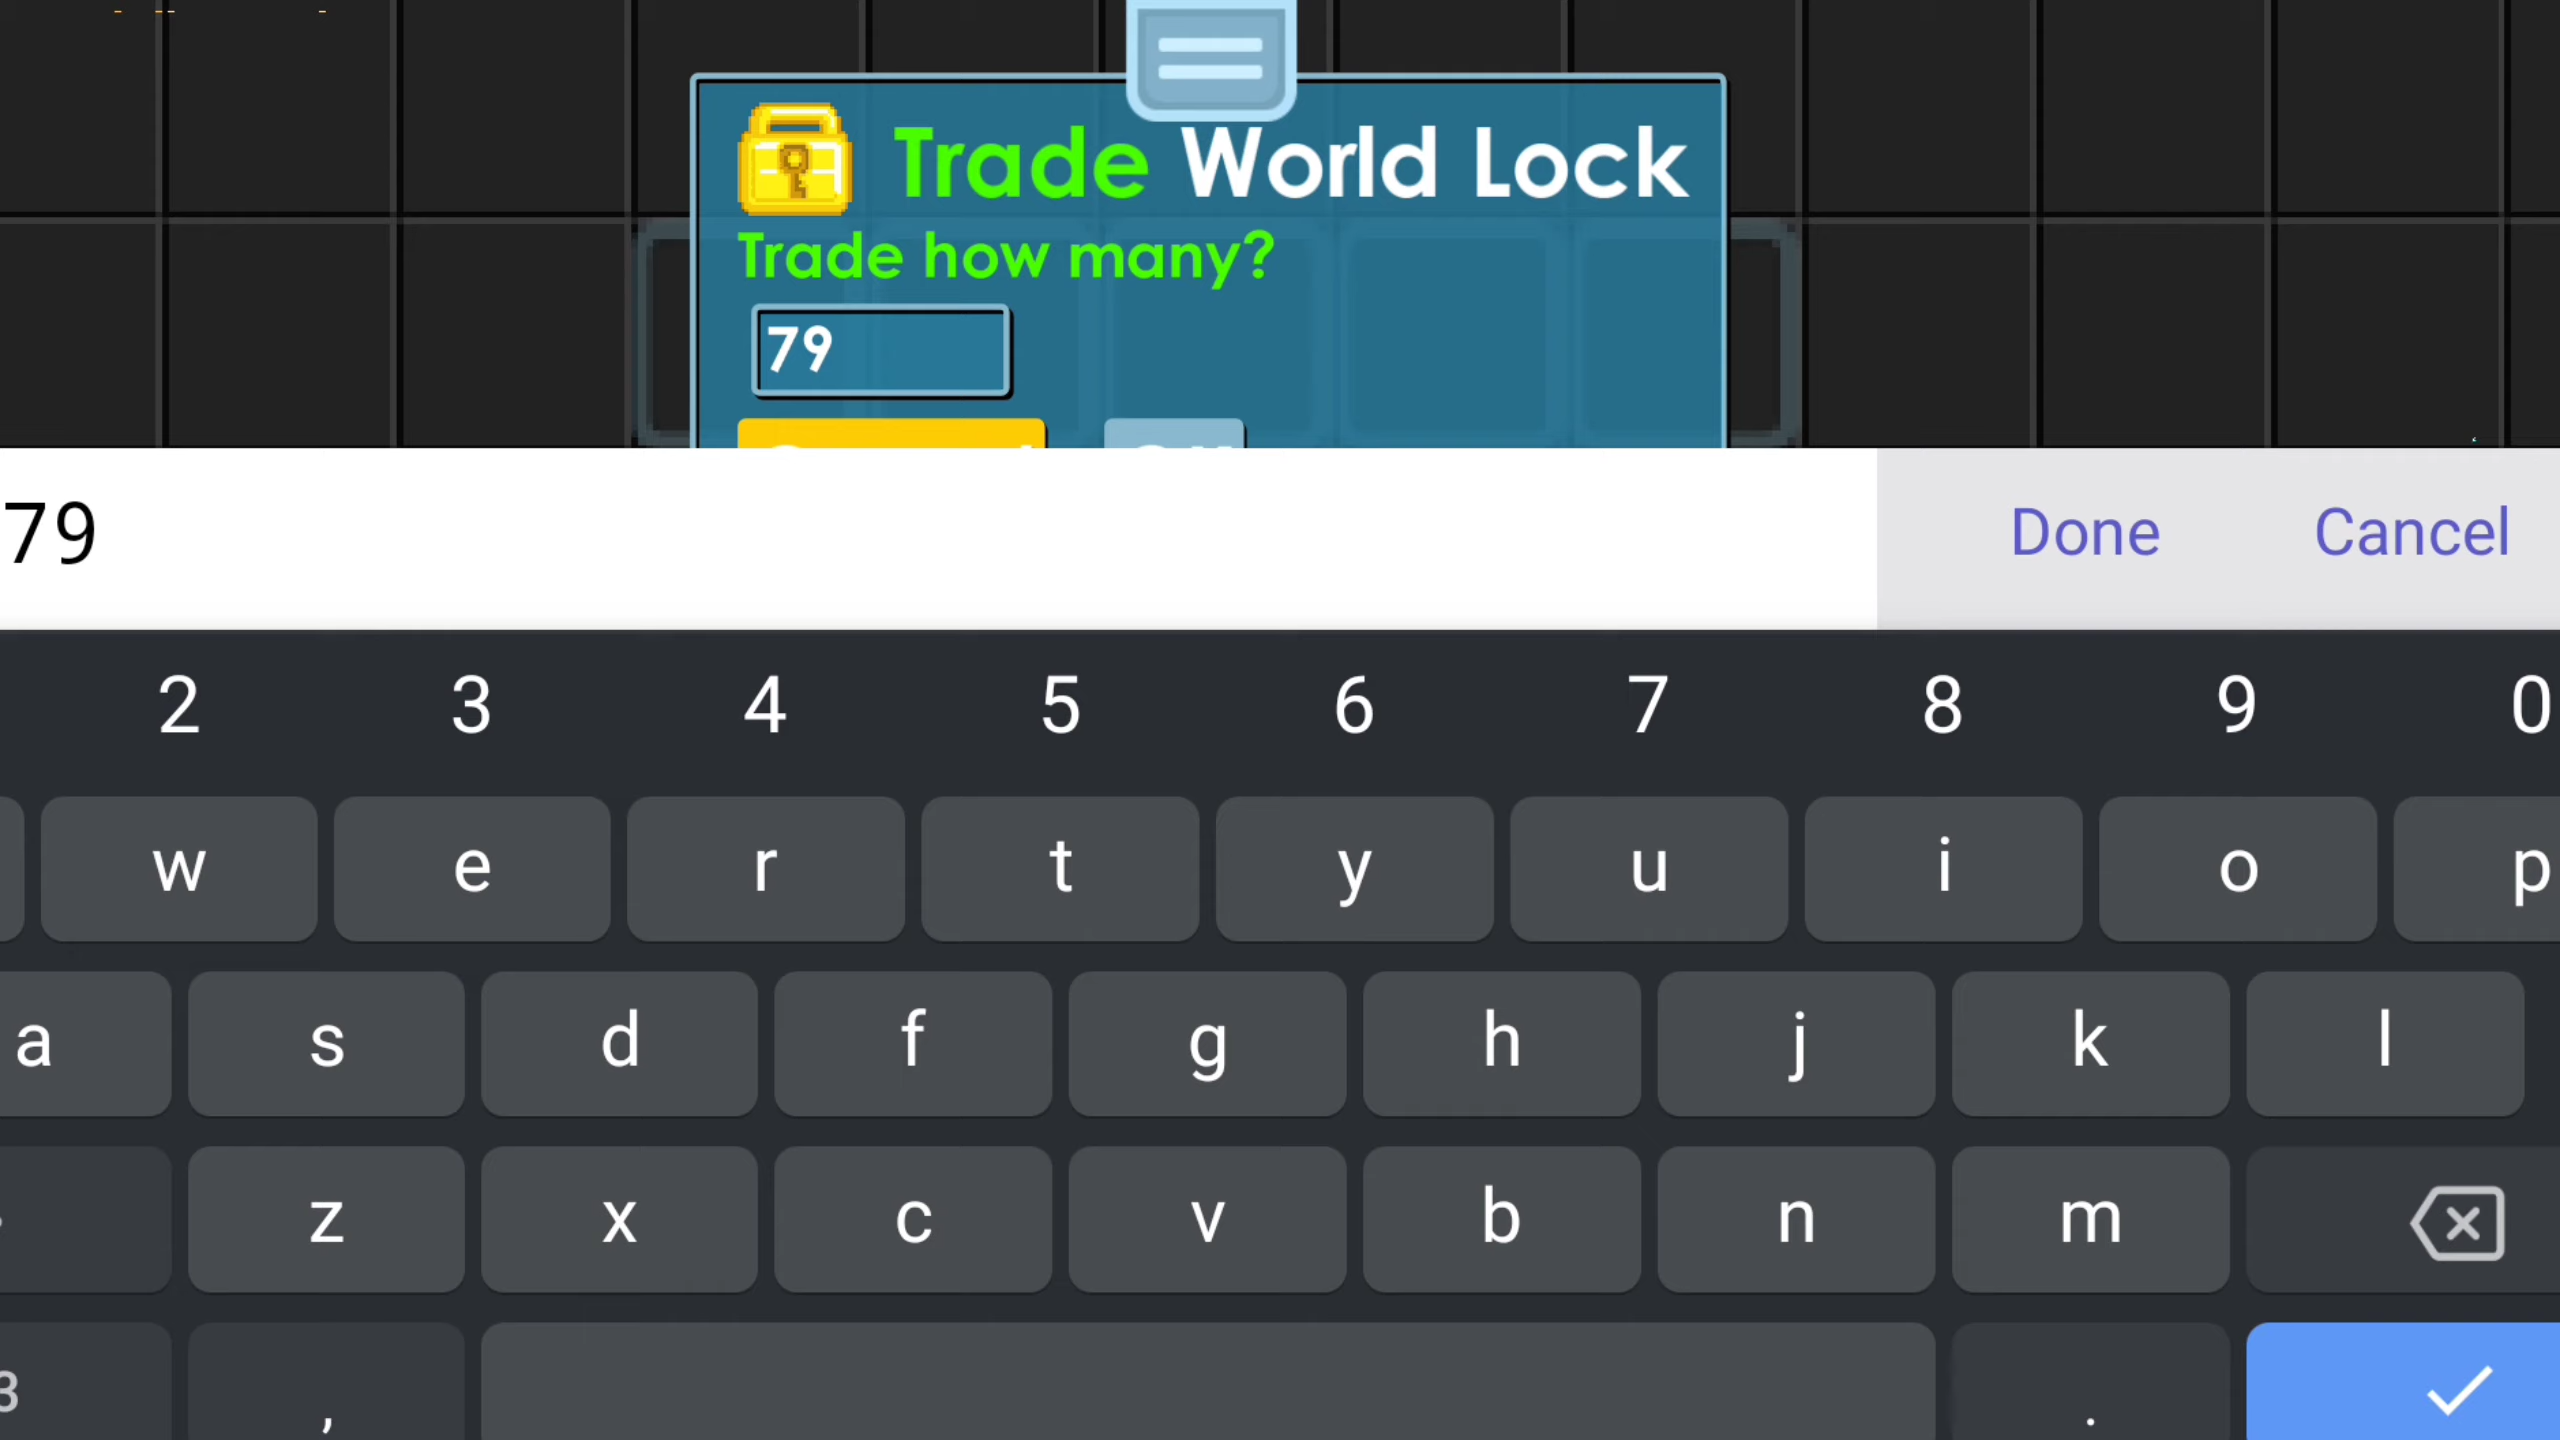 Trade World Lock
Trade how many?
79
79
Done
Cancel
2 3 4 5 6 7 8 9 0
w e r t y u i o p
a s d f g h j k l
z x c v b n m
3 , .